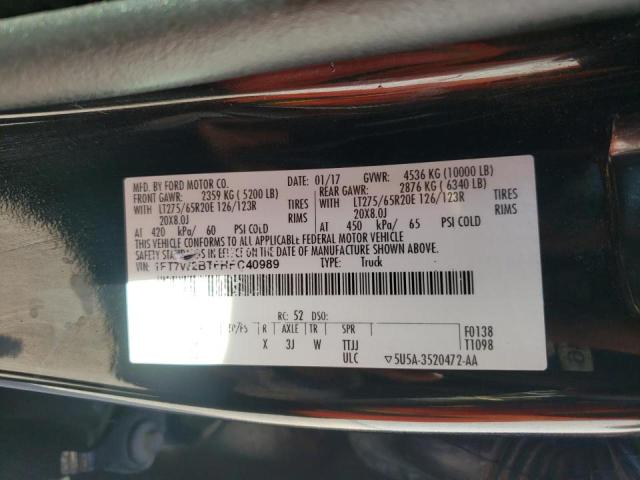 MFD. BY FORD MOTOR CO.
01/17 GVWR: 4536 KG (10000 LB)
FRONT GAWR: 2359 KG ( 5200 LB) REAR GAWR: 2876 KG ( 6340 LB)
WITH LT275/65R20E 126/123R TIRES WITH LT275/65R20E 126/123R TIRES
20X8.0J RIMS 20X8.0J RIMS
AT 420 kPa/ 60 PSI COLD AT 450 kPa/ 65 PSI COLD
THIS VEHICLE CONFORMS TO ALL APPLICABLE FEDERAL MOTOR VEHICLE
SAFETY STANDARDS IN EFFECT ON THE DATE OF MANUFACTURE SHOWN ABOVE.
TYPE: Truck
RC: 52 DSO:
R AXLE TR SPR F0138
X 3J W TTJJ T1098
ULC ▽5U5A-3520472-AA